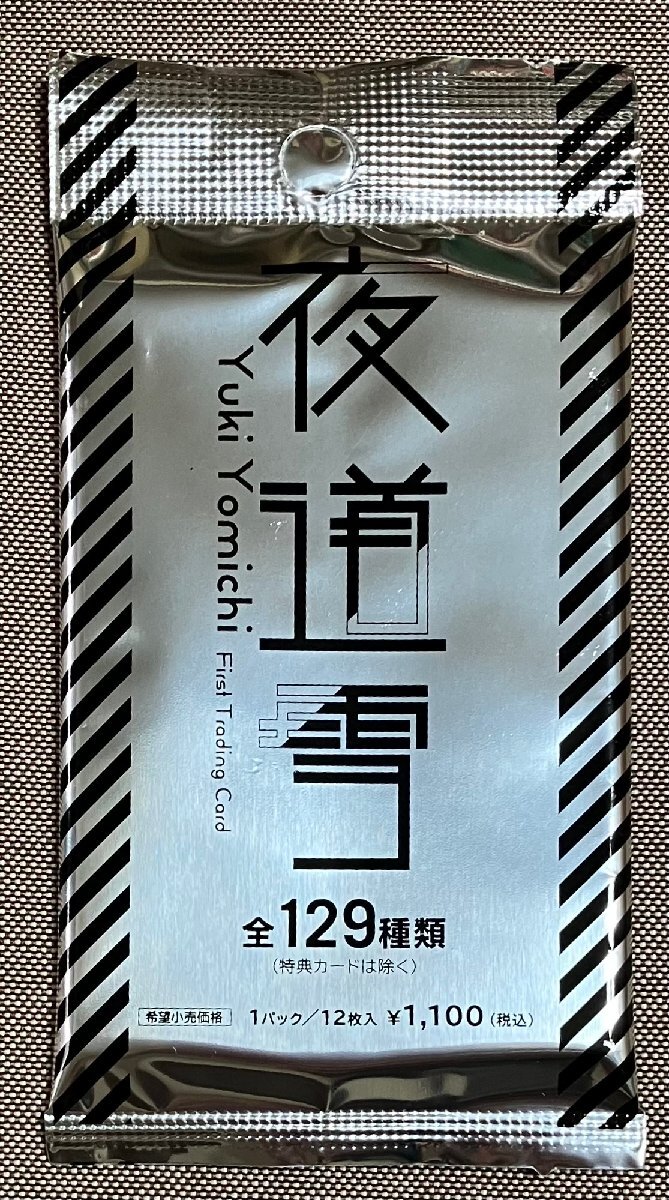 夜道雪
Yuki Yomichi First Trading Card
全129種類
(特典カードは除く)
希望小売価格 1パック/12枚入 ¥1,100 (税込)